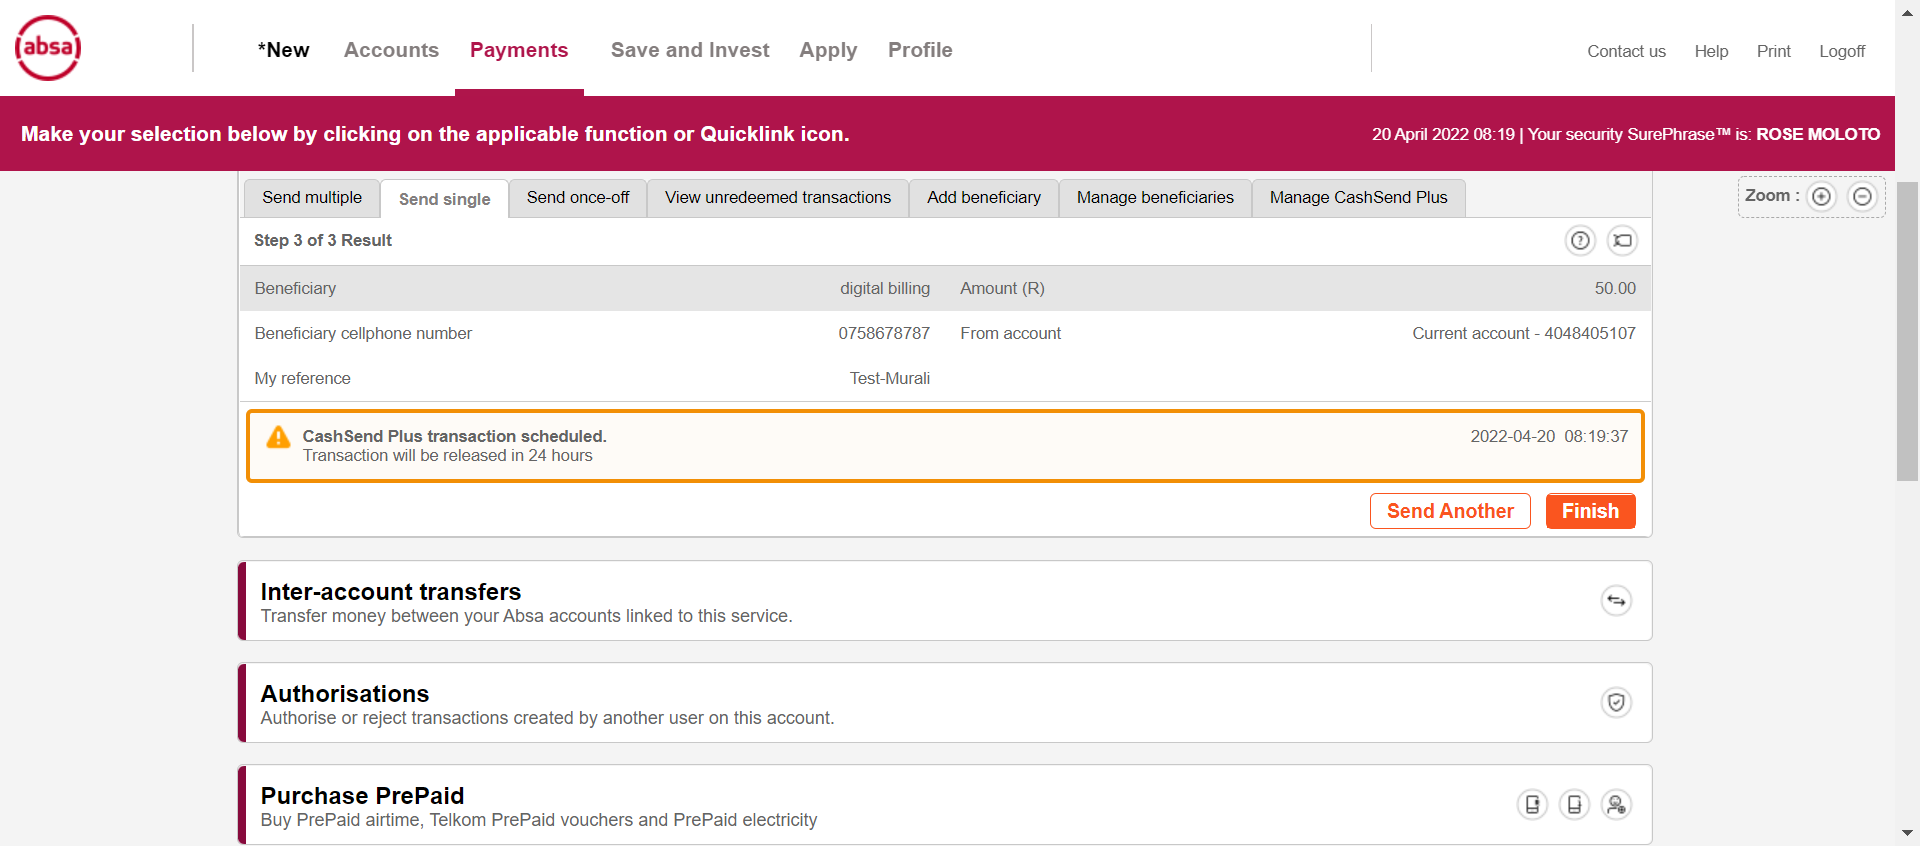 absa
*New Accounts Payments Save and Invest Apply Profile Contact us Help Print Logoff
Make your selection below by clicking on the applicable function or Quicklink icon. 20 April 2022 08:19 | Your security SurePhrase™ is: ROSE MOLOTO
Send multiple Send single Send once-off View unredeemed transactions Add beneficiary Manage beneficiaries Manage CashSend Plus
Zoom :
Step 3 of 3 Result
Beneficiary digital billing Amount (R) 50.00
Beneficiary cellphone number 0758678787 From account Current account - 4048405107
My reference Test-Murali
CashSend Plus transaction scheduled. 2022-04-20 08:19:37
Transaction will be released in 24 hours
Send Another Finish
Inter-account transfers
Transfer money between your Absa accounts linked to this service.
Authorisations
Authorise or reject transactions created by another user on this account.
Purchase PrePaid
Buy PrePaid airtime, Telkom PrePaid vouchers and PrePaid electricity